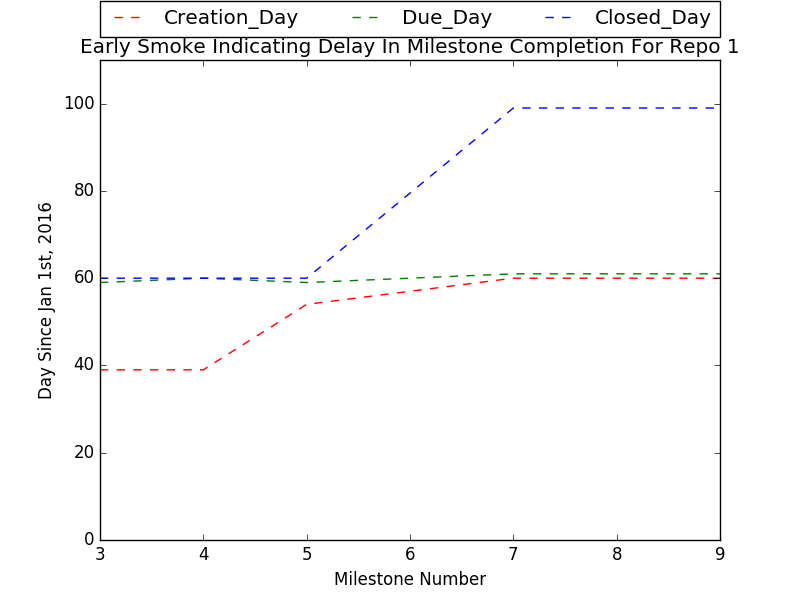 Creation_Day Due_Day Closed_Day
Early Smoke Indicating Delay In Milestone Completion For Repo 1
100
80
60
40
20
0
Day Since Jan 1st, 2016
3 4 5 6 7 8 9
Milestone Number